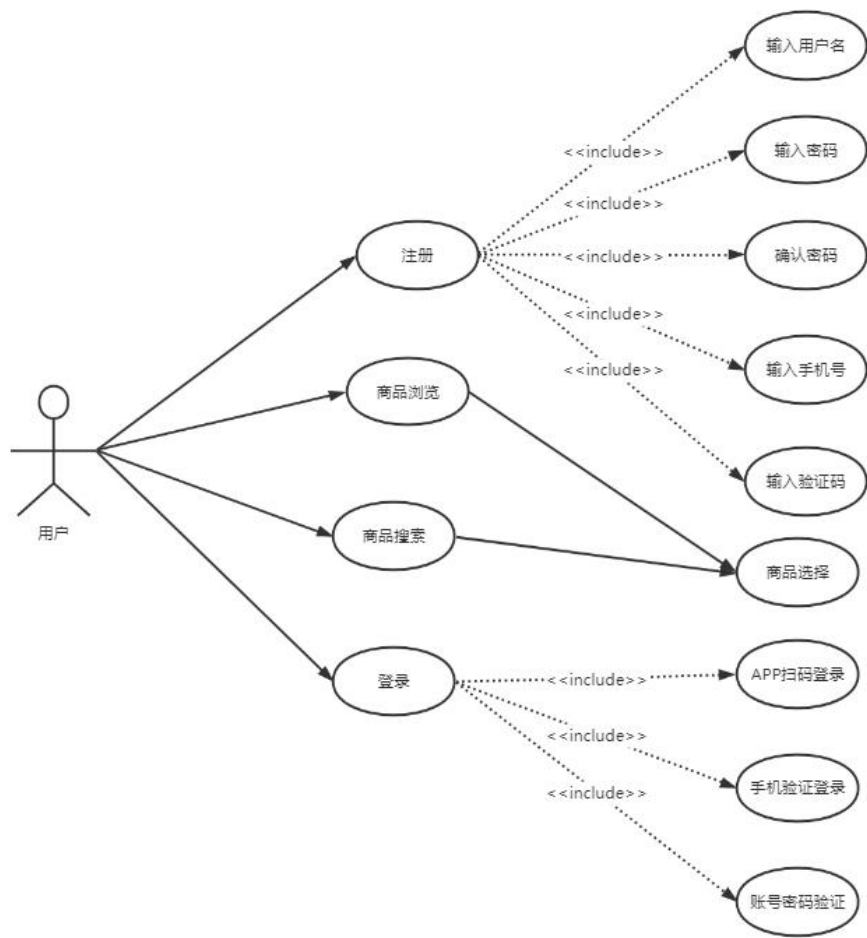 输入用户名
<<include>>
输入密码
<<include>>
注册
<<include>>
确认密码
<<include>>
输入手机号
<<include>>
商品浏览
输入验证码
用户
商品搜索
商品选择
登录
<<include>>
APP扫码登录
<<include>>
手机验证登录
<<include>>
账号密码验证